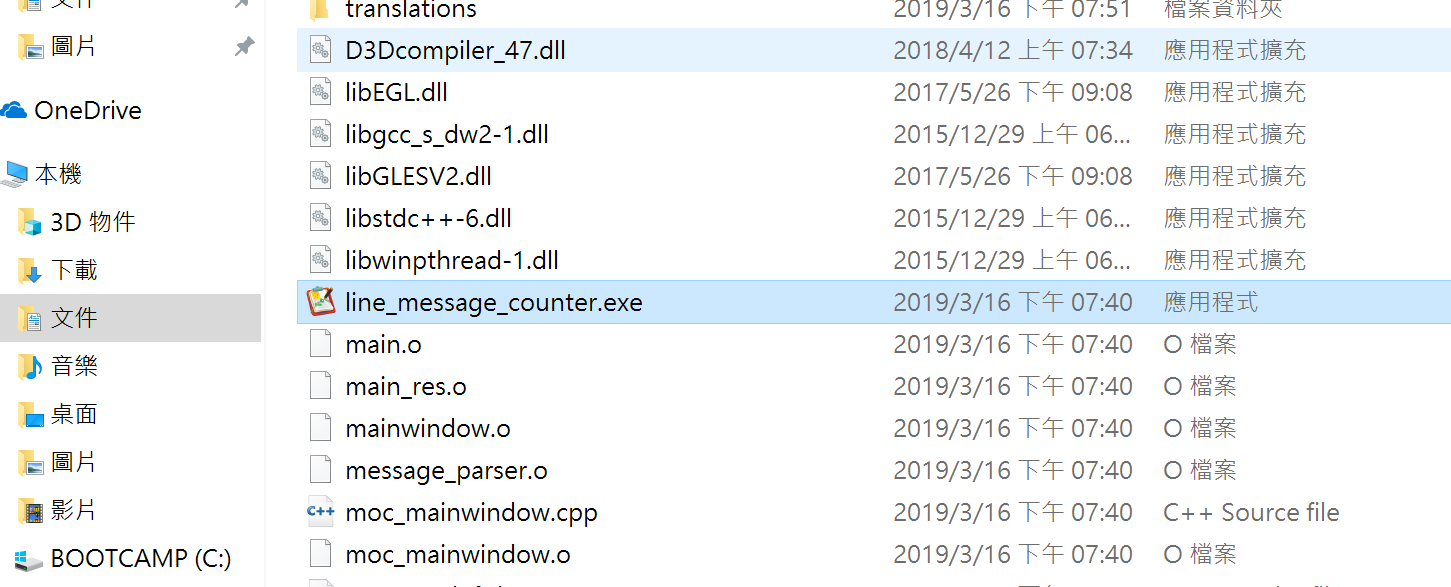 文件
圖片
OneDrive
本機
3D 物件
下載
文件
音樂
桌面
圖片
影片
BOOTCAMP (C:)
translations 2019/3/16 下午 07:51 檔案資料夾
D3Dcompiler_47.dll 2018/4/12 上午 07:34 應用程式擴充
libEGL.dll 2017/5/26 下午 09:08 應用程式擴充
libgcc_s_dw2-1.dll 2015/12/29 上午 06... 應用程式擴充
libGLESV2.dll 2017/5/26 下午 09:08 應用程式擴充
libstdc++-6.dll 2015/12/29 上午 06... 應用程式擴充
libwinpthread-1.dll 2015/12/29 上午 06... 應用程式擴充
line_message_counter.exe 2019/3/16 下午 07:40 應用程式
main.o 2019/3/16 下午 07:40 O 檔案
main_res.o 2019/3/16 下午 07:40 O 檔案
mainwindow.o 2019/3/16 下午 07:40 O 檔案
message_parser.o 2019/3/16 下午 07:40 O 檔案
C++ moc_mainwindow.cpp 2019/3/16 下午 07:40 C++ Source file
moc_mainwindow.o 2019/3/16 下午 07:40 O 檔案